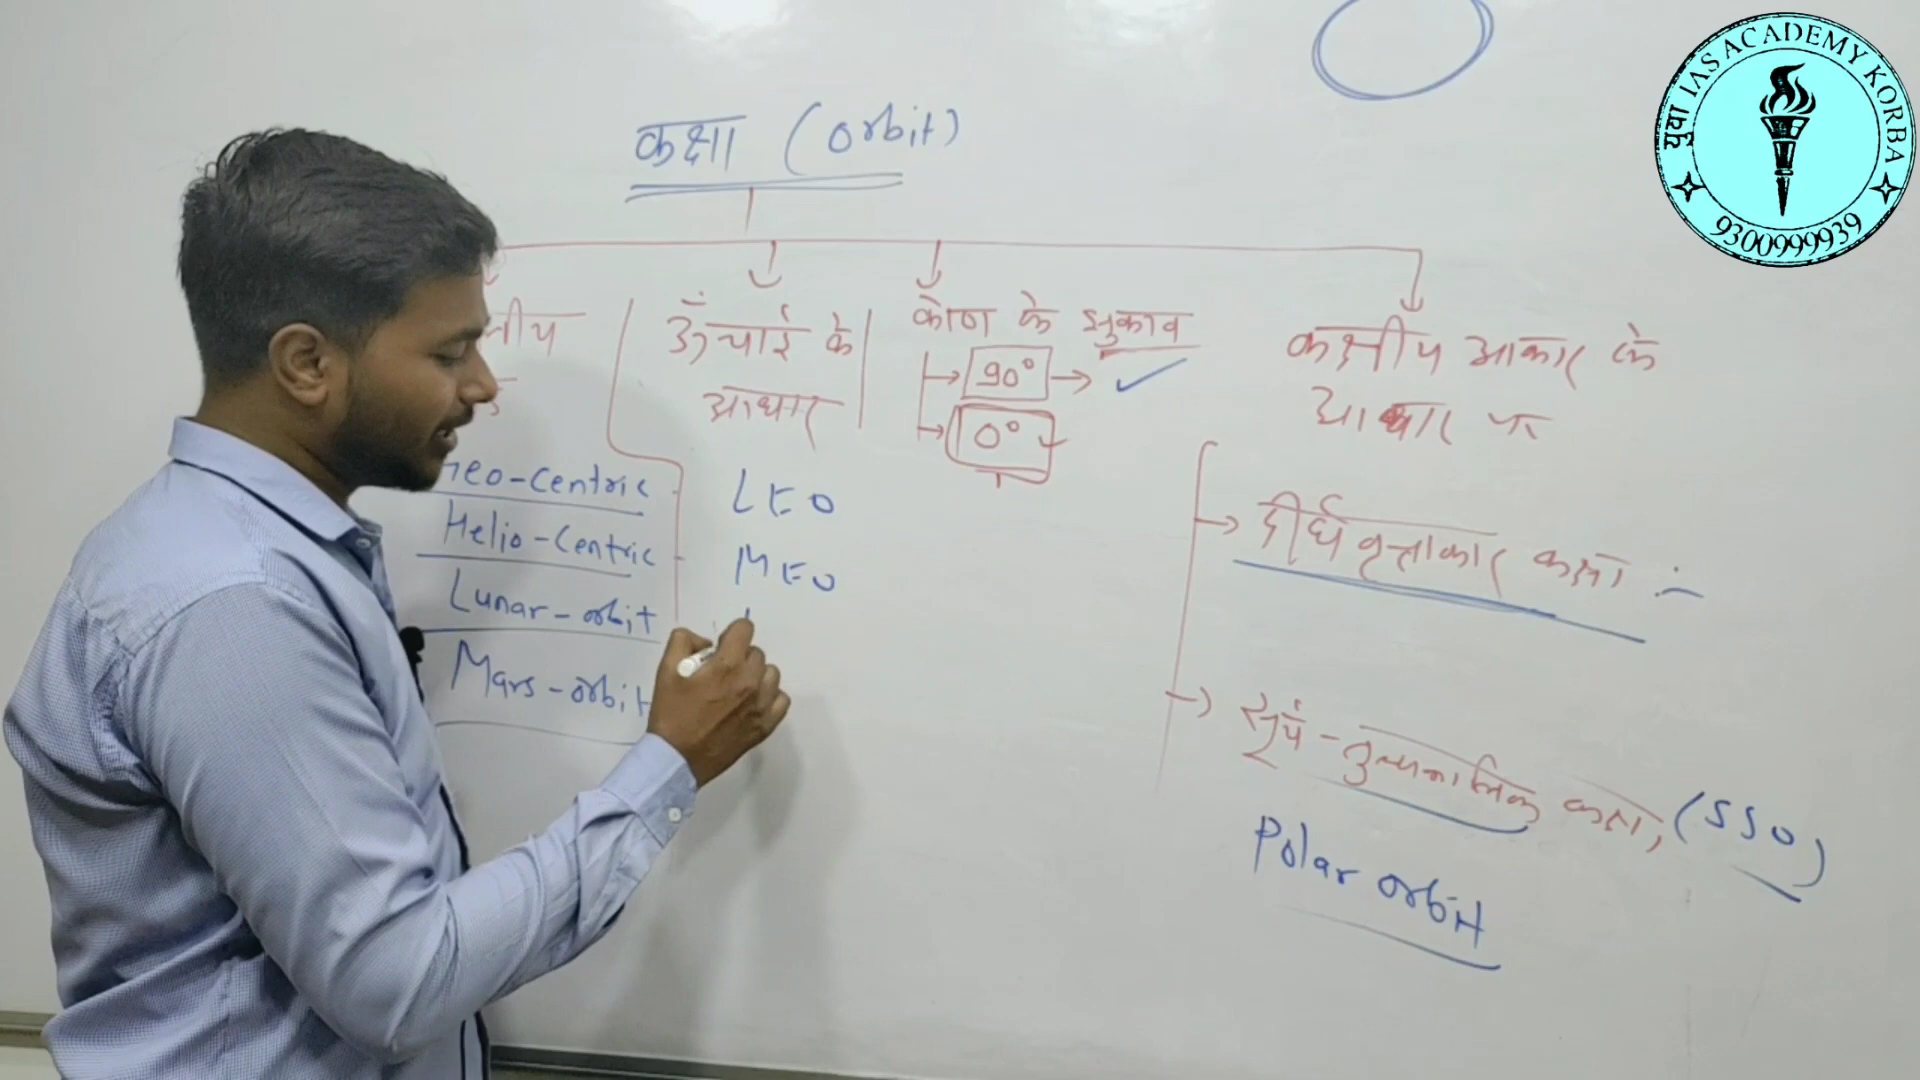 युवा IAS ACADEMY KORBA
9300999939
कक्षा (orbit)
ऊँचाई के
आधार
कोण के झुकाव
90°
0°
कक्षीय आकार के
आधार पर
Geo-Centric
Helio-Centric
Lunar-orbit
Mars-orbit
LEO
MEO
दीर्घवृत्ताकार कक्षा :-
सूर्य-तुल्यकालिक कक्षा, (SSO)
Polar orbit